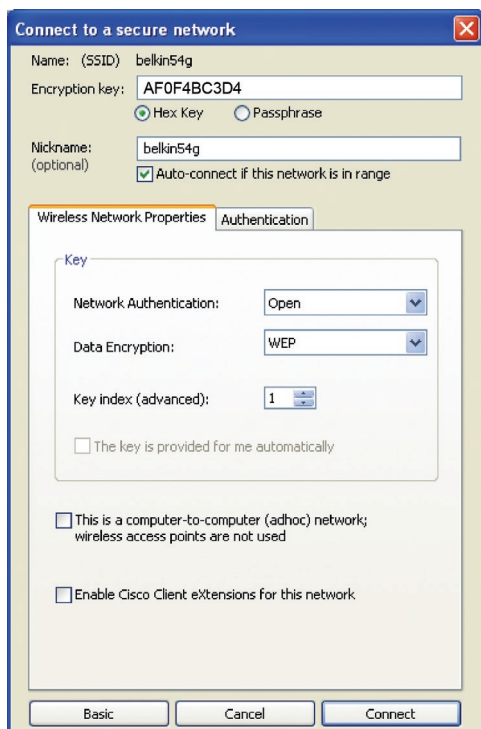 Connect to a secure network
Name: (SSID) belkin54g
Encryption key: AF0F4BC3D4
Hex Key Passphrase
Nickname: belkin54g
(optional)
Auto-connect if this network is in range
Wireless Network Properties Authentication
Key
Network Authentication: Open
Data Encryption: WEP
Key index (advanced): 1
The key is provided for me automatically
This is a computer-to-computer (adhoc) network;
wireless access points are not used
Enable Cisco Client eXtensions for this network
Basic Cancel Connect